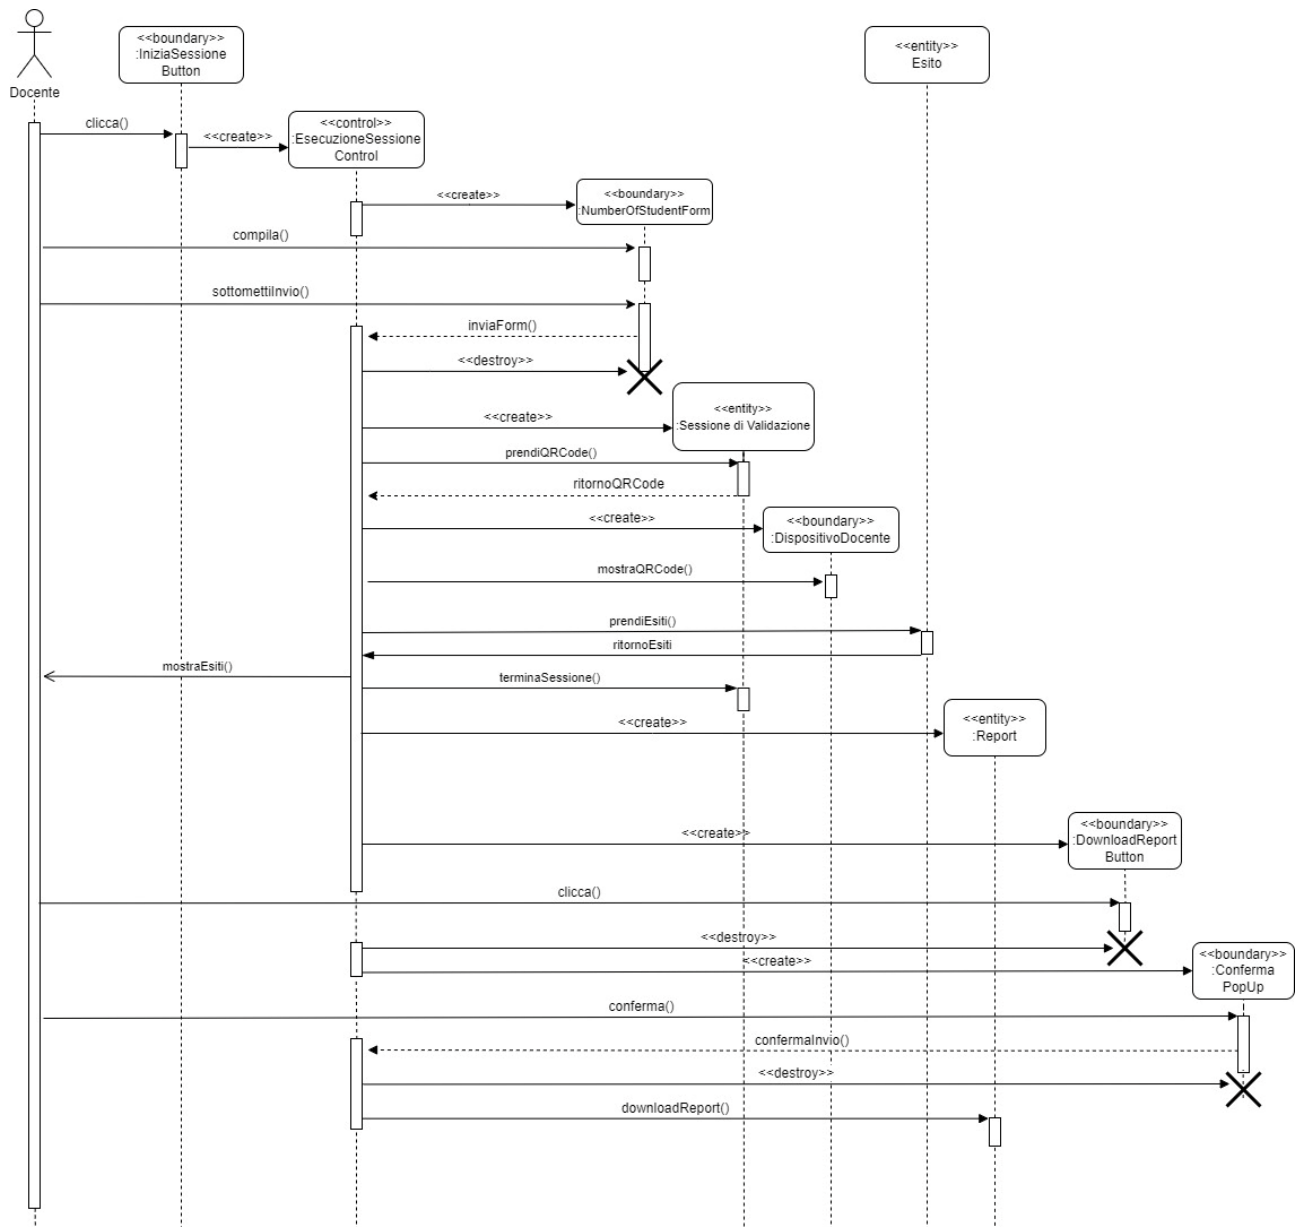 <<boundary>>
:IniziaSessione
Button
<<entity>>
Esito
Docente
clicca()
<<create>>
<<control>>
:EsecuzioneSessione
Control
<<create>>
<<boundary>>
:NumberOfStudentForm
compila()
sottomettiInvio()
inviaForm()
<<destroy>>
<<create>>
<<entity>>
:Sessione di Validazione
prendiQRCode()
ritornoQRCode
<<create>>
<<boundary>>
:DispositivoDocente
mostraQRCode()
prendiEsiti()
ritornoEsiti
mostraEsiti()
terminaSessione()
<<create>>
<<entity>>
:Report
<<create>>
<<boundary>>
:DownloadReport
Button
clicca()
<<destroy>>
<<create>>
<<boundary>>
:Conferma
PopUp
conferma()
confermaInvio()
<<destroy>>
downloadReport()